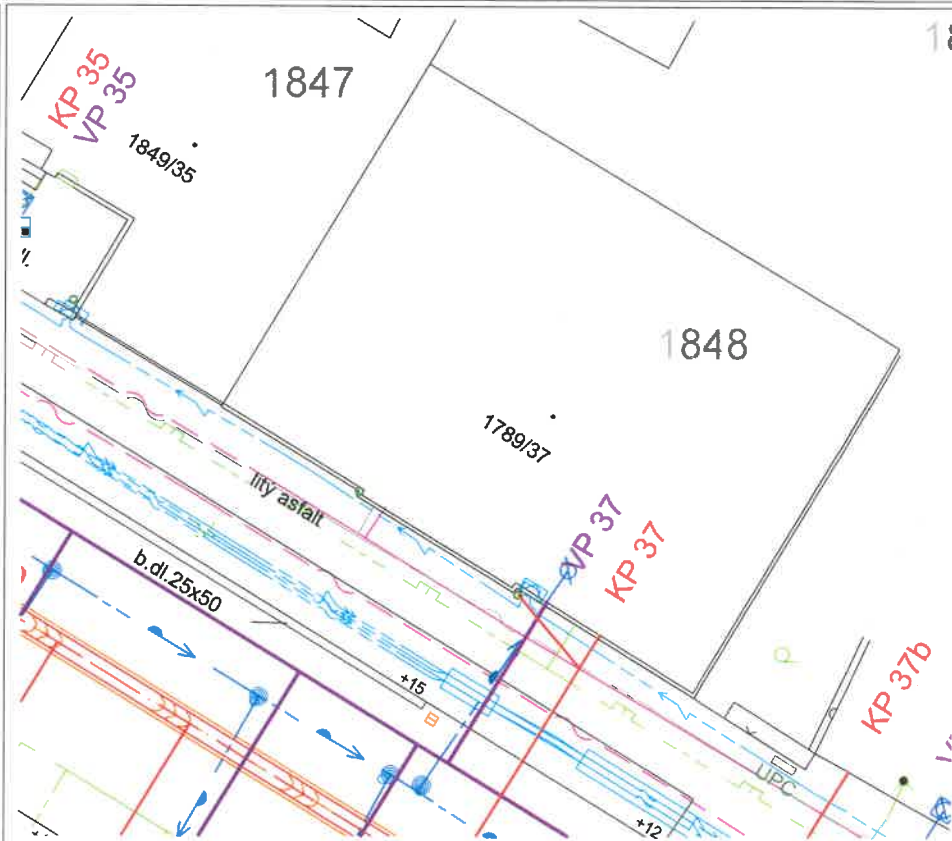 KP 35
VP 35
1847
1849/35
1848
1789/37
lity asfalt
VP 37
KP 37
b.dl.25x50
+15
KP 37b
UPC
+12